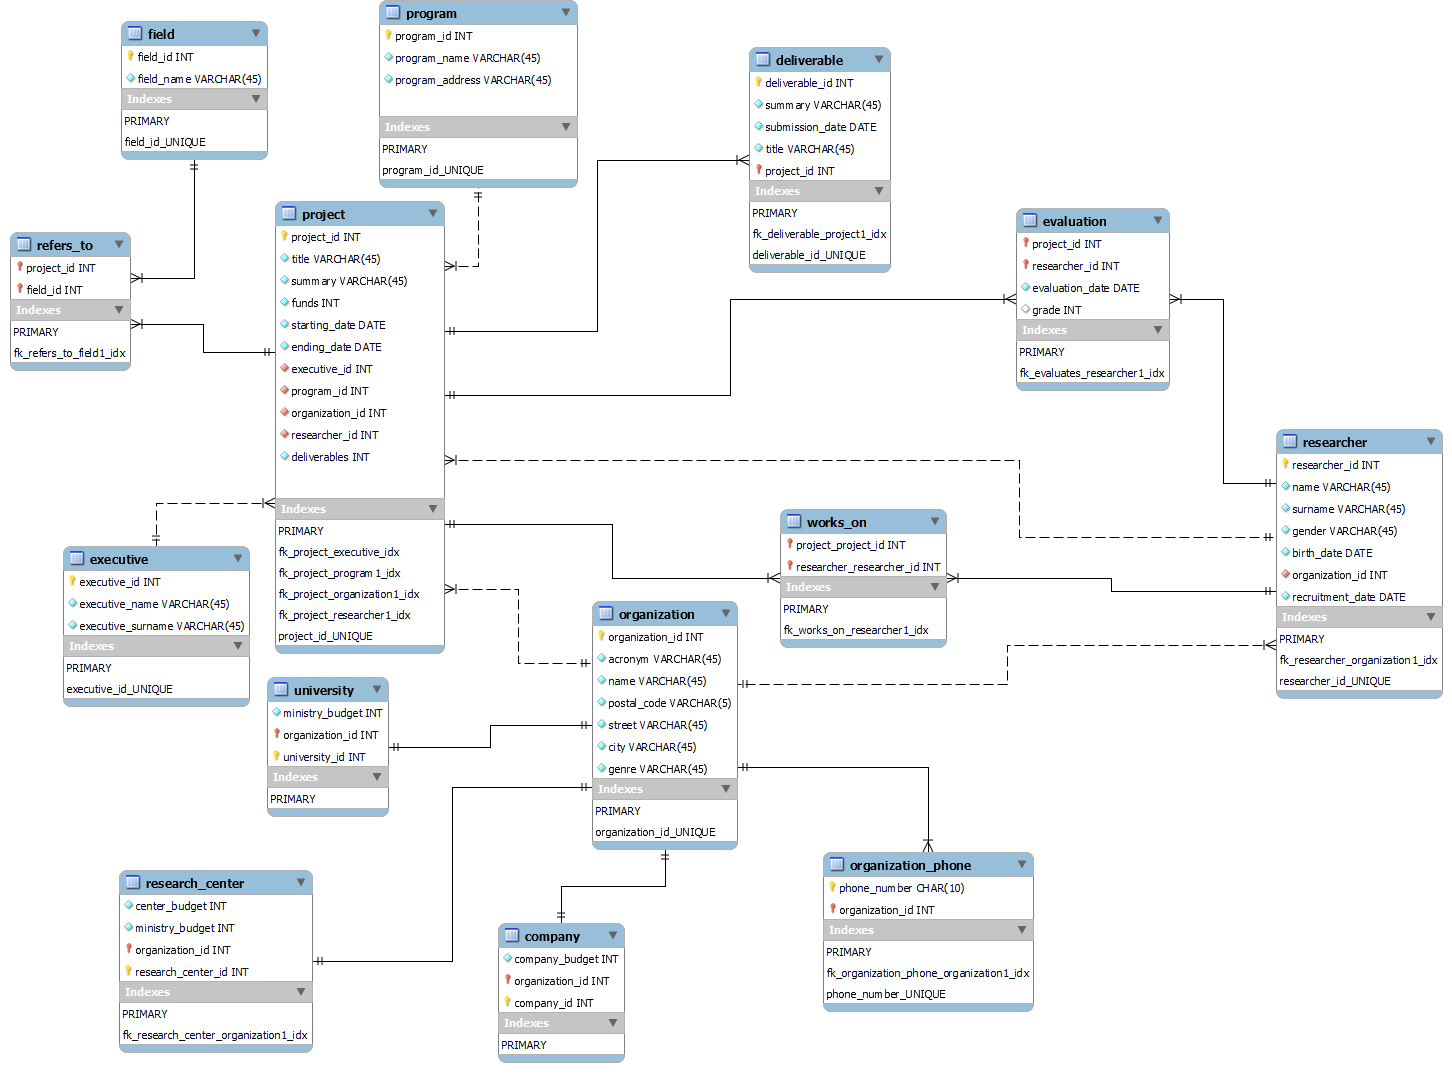 field
field_id INT
field_name VARCHAR(45)
Indexes
PRIMARY
field_id_UNIQUE
program
program_id INT
program_name VARCHAR(45)
program_address VARCHAR(45)
Indexes
PRIMARY
program_id_UNIQUE
deliverable
deliverable_id INT
summary VARCHAR(45)
submission_date DATE
title VARCHAR(45)
project_id INT
Indexes
PRIMARY
fk_deliverable_project1_idx
deliverable_id_UNIQUE
refers_to
project_id INT
field_id INT
Indexes
PRIMARY
fk_refers_to_field1_idx
project
project_id INT
title VARCHAR(45)
summary VARCHAR(45)
funds INT
starting_date DATE
ending_date DATE
executive_id INT
program_id INT
organization_id INT
researcher_id INT
deliverables INT
Indexes
PRIMARY
fk_project_executive_idx
fk_project_program1_idx
fk_project_organization1_idx
fk_project_researcher1_idx
project_id_UNIQUE
evaluation
project_id INT
researcher_id INT
evaluation_date DATE
grade INT
Indexes
PRIMARY
fk_evaluates_researcher1_idx
researcher
researcher_id INT
name VARCHAR(45)
surname VARCHAR(45)
gender VARCHAR(45)
birth_date DATE
organization_id INT
recruitment_date DATE
Indexes
PRIMARY
fk_researcher_organization1_idx
researcher_id_UNIQUE
works_on
project_project_id INT
researcher_researcher_id INT
Indexes
PRIMARY
fk_works_on_researcher1_idx
executive
executive_id INT
executive_name VARCHAR(45)
executive_surname VARCHAR(45)
Indexes
PRIMARY
executive_id_UNIQUE
organization
organization_id INT
acronym VARCHAR(45)
name VARCHAR(45)
postal_code VARCHAR(5)
street VARCHAR(45)
city VARCHAR(45)
genre VARCHAR(45)
Indexes
PRIMARY
organization_id_UNIQUE
university
ministry_budget INT
organization_id INT
university_id INT
Indexes
PRIMARY
research_center
center_budget INT
ministry_budget INT
organization_id INT
research_center_id INT
Indexes
PRIMARY
fk_research_center_organization1_idx
company
company_budget INT
organization_id INT
company_id INT
Indexes
PRIMARY
organization_phone
phone_number CHAR(10)
organization_id INT
Indexes
PRIMARY
fk_organization_phone_organization1_idx
phone_number_UNIQUE